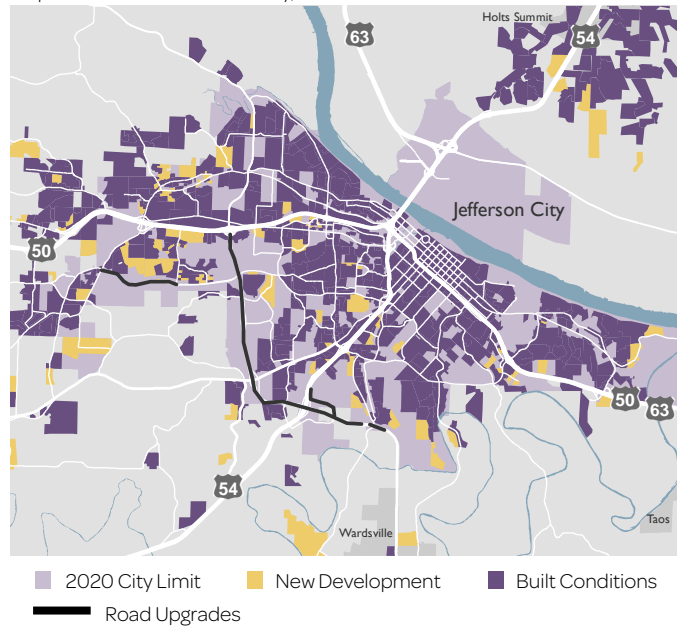 Holts Summit
63
54
Jefferson City
50
50
63
54
Wardsville
Taos
2020 City Limit
New Development
Built Conditions
Road Upgrades